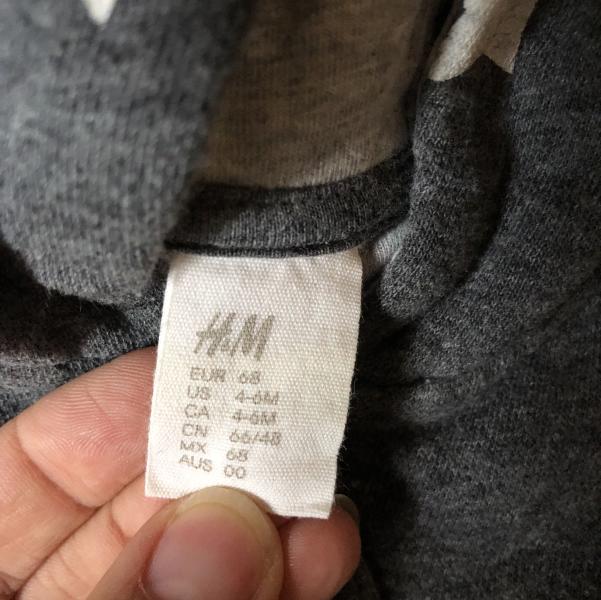 H&M
EUR 68
US 4-6M
CA 4-6M
CN 66/48
MX 68
AUS 00